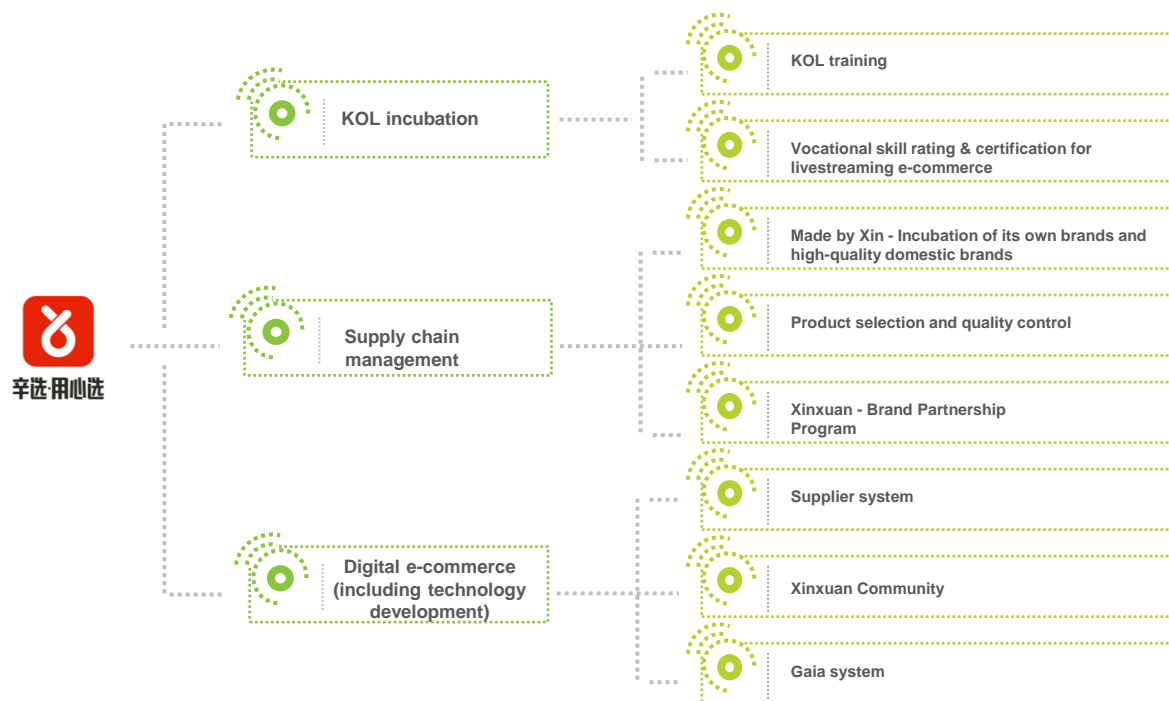 KOL training
KOL incubation
Vocational skill rating & certification for
livestreaming e-commerce
Made by Xin - Incubation of its own brands and
high-quality domestic brands
辛选·用心选
Supply chain
management
Product selection and quality control
Xinxuan - Brand Partnership
Program
Supplier system
Digital e-commerce
(including technology
development)
Xinxuan Community
Gaia system